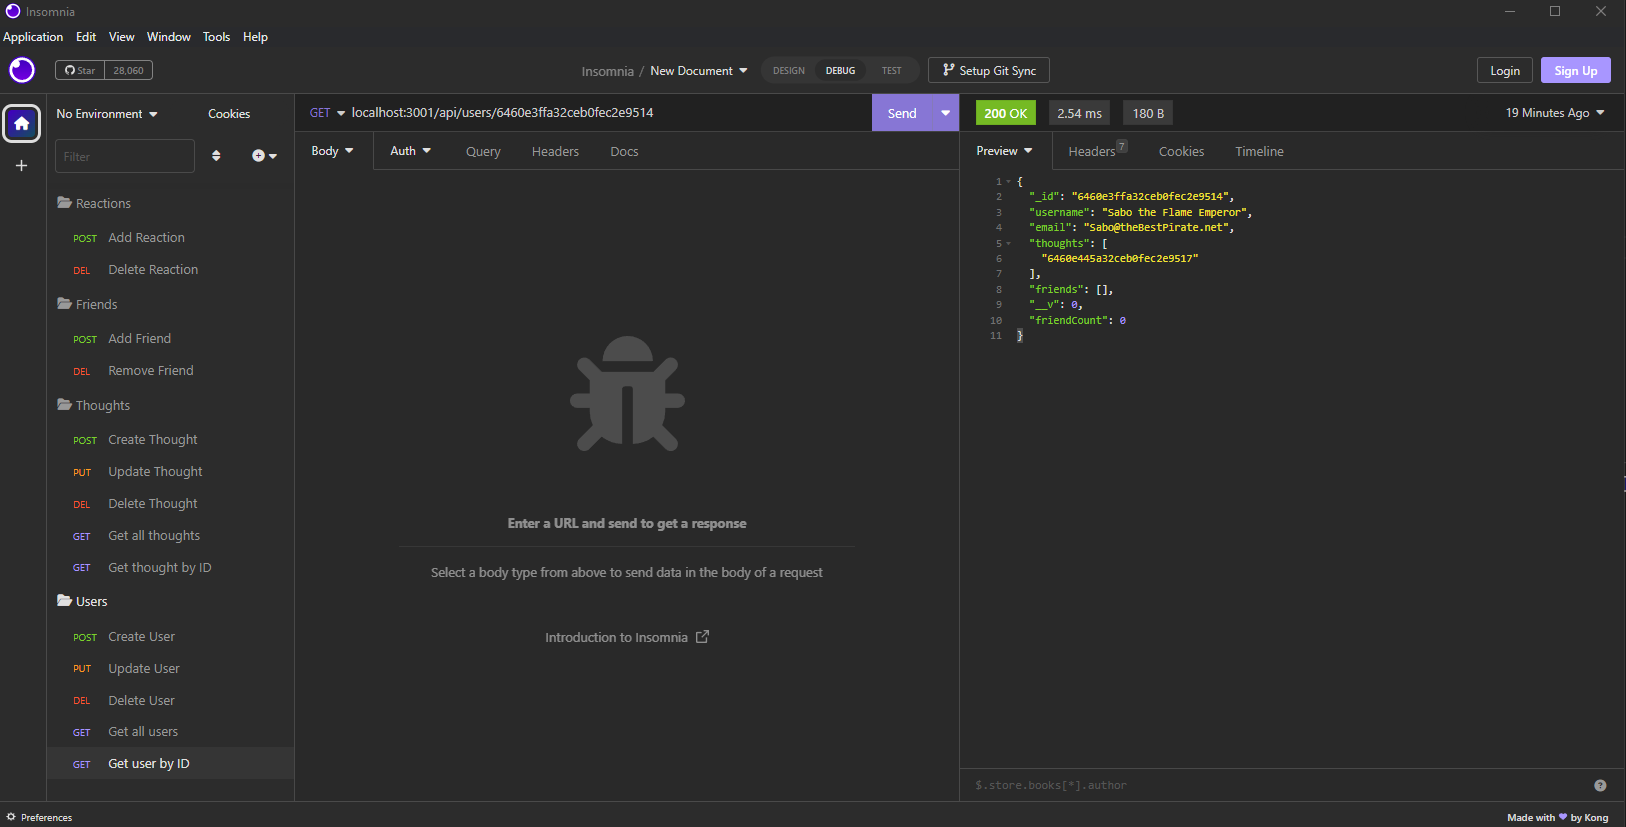 Insomnia
Application Edit View Window Tools Help
Star 28,060
Insomnia / New Document DESIGN DEBUG TEST Setup Git Sync
Login Sign Up
No Environment Cookies
Filter
Reactions
POST Add Reaction
DEL Delete Reaction
Friends
POST Add Friend
DEL Remove Friend
Thoughts
POST Create Thought
PUT Update Thought
DEL Delete Thought
GET Get all thoughts
GET Get thought by ID
Users
POST Create User
PUT Update User
DEL Delete User
GET Get all users
GET Get user by ID
GET localhost:3001/api/users/6460e3ffa32ceb0fec2e9514 Send
Body Auth Query Headers Docs
Enter a URL and send to get a response
Select a body type from above to send data in the body of a request
Introduction to Insomnia
200 OK 2.54 ms 180 B 19 Minutes Ago
Preview Headers 7 Cookies Timeline
1 {
2 "_id": "6460e3ffa32ceb0fec2e9514",
3 "username": "Sabo the Flame Emperor",
4 "email": "Sabo@theBestPirate.net",
5 "thoughts": [
6 "6460e445a32ceb0fec2e9517"
7 ],
8 "friends": [],
9 "__v": 0,
10 "friendCount": 0
11 }
$.store.books[*].author ?
Preferences
Made with by Kong